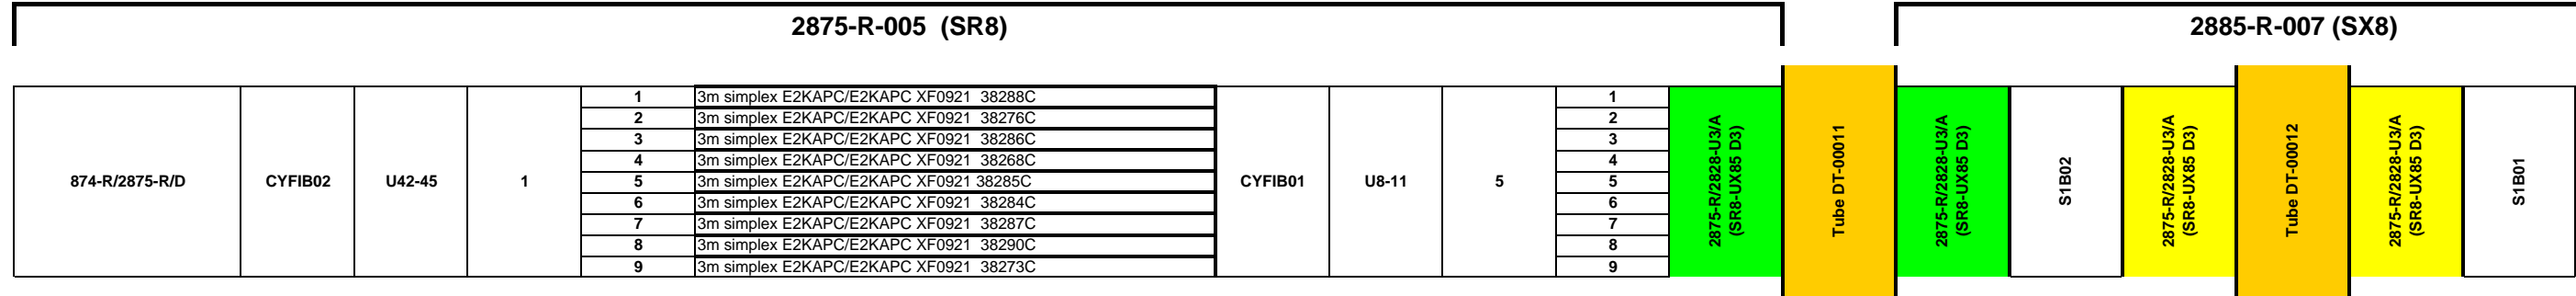 2875-R-005  (SR8)
2885-R-007 (SX8)
874-R/2875-R/D
CYFIB02
U42-45
1
1 3m simplex E2KAPC/E2KAPC XF0921  38288C
2 3m simplex E2KAPC/E2KAPC XF0921  38276C
3 3m simplex E2KAPC/E2KAPC XF0921  38286C
4 3m simplex E2KAPC/E2KAPC XF0921  38268C
5 3m simplex E2KAPC/E2KAPC XF0921 38285C
6 3m simplex E2KAPC/E2KAPC XF0921  38284C
7 3m simplex E2KAPC/E2KAPC XF0921  38287C
8 3m simplex E2KAPC/E2KAPC XF0921  38290C
9 3m simplex E2KAPC/E2KAPC XF0921  38273C
CYFIB01
U8-11
5
1
2
3
4
5
6
7
8
9
2875-R/2828-U3/A
(SR8-UX85 D3)
Tube DT-00011
2875-R/2828-U3/A
(SR8-UX85 D3)
S1B02
2875-R/2828-U3/A
(SR8-UX85 D3)
Tube DT-00012
2875-R/2828-U3/A
(SR8-UX85 D3)
S1B01